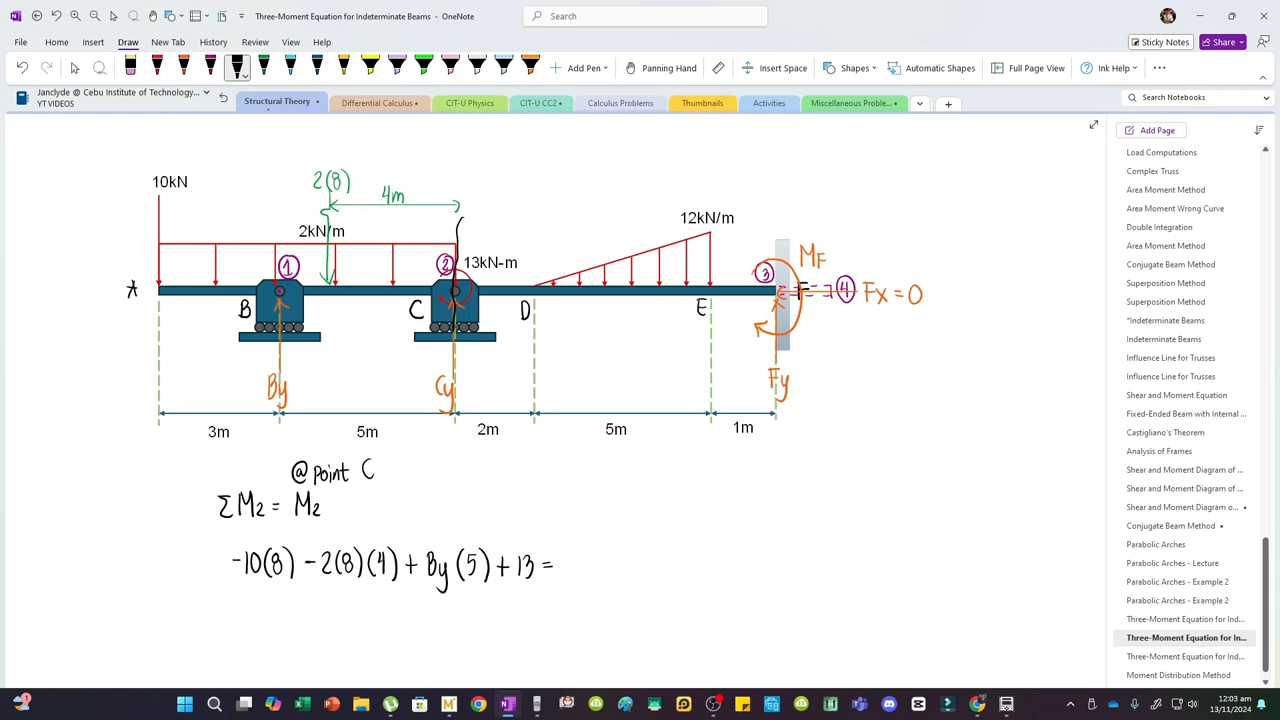 Three-Moment Equation for Indeterminate Beams - OneNote
Search
File Home Insert Draw New Tab History Review View Help
Sticky Notes Share
Add Pen Panning Hand Insert Space Shapes Automatic Shapes Full Page View Ink Help
Janclyde @ Cebu Institute of Technology...
YT VIDEOS
Structural Theory Differential Calculus CIT-U Physics CIT-U CC2 Calculus Problems Thumbnails Activities Miscellaneous Proble...
Search Notebooks
Add Page
Load Computations
Complex Truss
Area Moment Method
Area Moment Wrong Curve
Double Integration
Area Moment Method
Conjugate Beam Method
Superposition Method
Superposition Method
*Indeterminate Beams
Indeterminate Beams
Influence Line for Trusses
Influence Line for Trusses
Shear and Moment Equation
Fixed-Ended Beam with Internal ...
Castigliano's Theorem
Analysis of Frames
Shear and Moment Diagram of ...
Shear and Moment Diagram of ...
Shear and Moment Diagram o...
Conjugate Beam Method
Parabolic Arches
Parabolic Arches - Lecture
Parabolic Arches - Example 2
Parabolic Arches - Example 2
Three-Moment Equation for Ind...
Three-Moment Equation for In...
Three-Moment Equation for Ind...
Moment Distribution Method
10kN
2(8)
4m
2kN/m
12kN/m
1
2
13kN-m
3
MF
A
F
4
Fx = 0
B
C
D
E
By
Cy
Fy
3m
5m
2m
5m
1m
@ point C
ΣM2 = M2
-10(8) - 2(8)(4) + By (5) + 13 =
1
12:03 am
13/11/2024